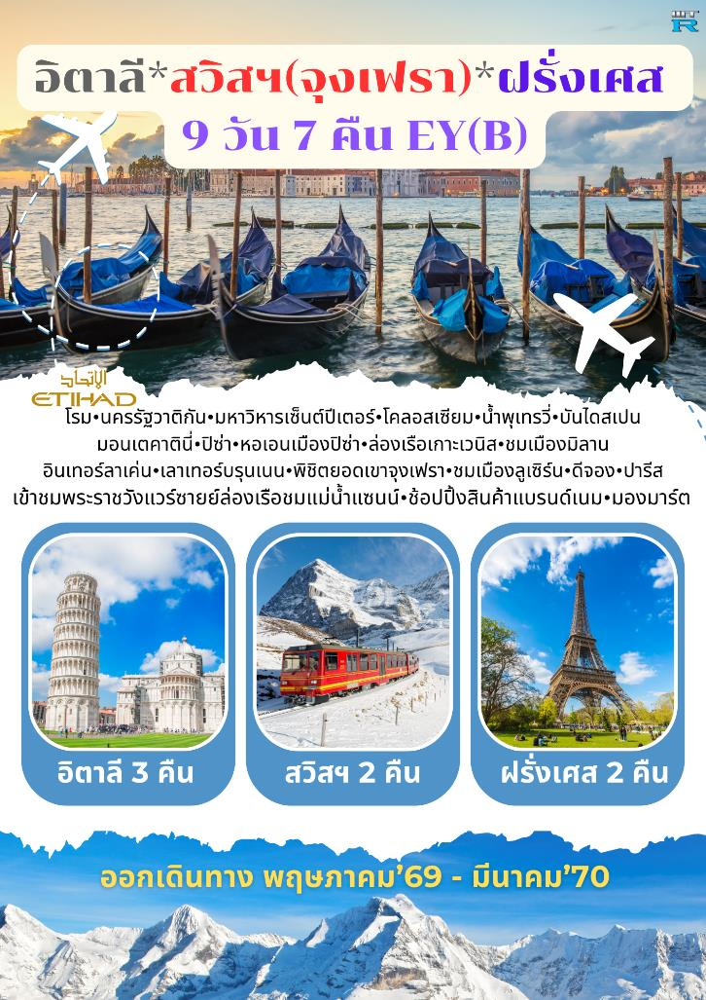 อิตาลี*สวิสฯ(จุงเฟรา)*ฝรั่งเศส
9 วัน 7 คืน EY(B)
الإتحاد
ETIHAD
โรม•นครรัฐวาติกัน•มหาวิหารเซ็นต์ปีเตอร์•โคลอสเซียม•น้ำพุเทรวี่•บันไดสเปน
มอนเตคาตินี่•ปิซ่า•หอเอนเมืองปิซ่า•ล่องเรือเกาะเวนิส•ชมเมืองมิลาน
อินเทอร์ลาเค่น•เลาเทอร์บรุนเนน•พิชิตยอดเขาจุงเฟรา•ชมเมืองลูเซิร์น•ดีจอง•ปารีส
เข้าชมพระราชวังแวร์ซายย์ล่องเรือชมแม่น้ำแซนน์•ช้อปปิ้งสินค้าแบรนด์เนม•มองมาร์ต
อิตาลี 3 คืน
สวิสฯ 2 คืน
ฝรั่งเศส 2 คืน
ออกเดินทาง พฤษภาคม’69 - มีนาคม’70